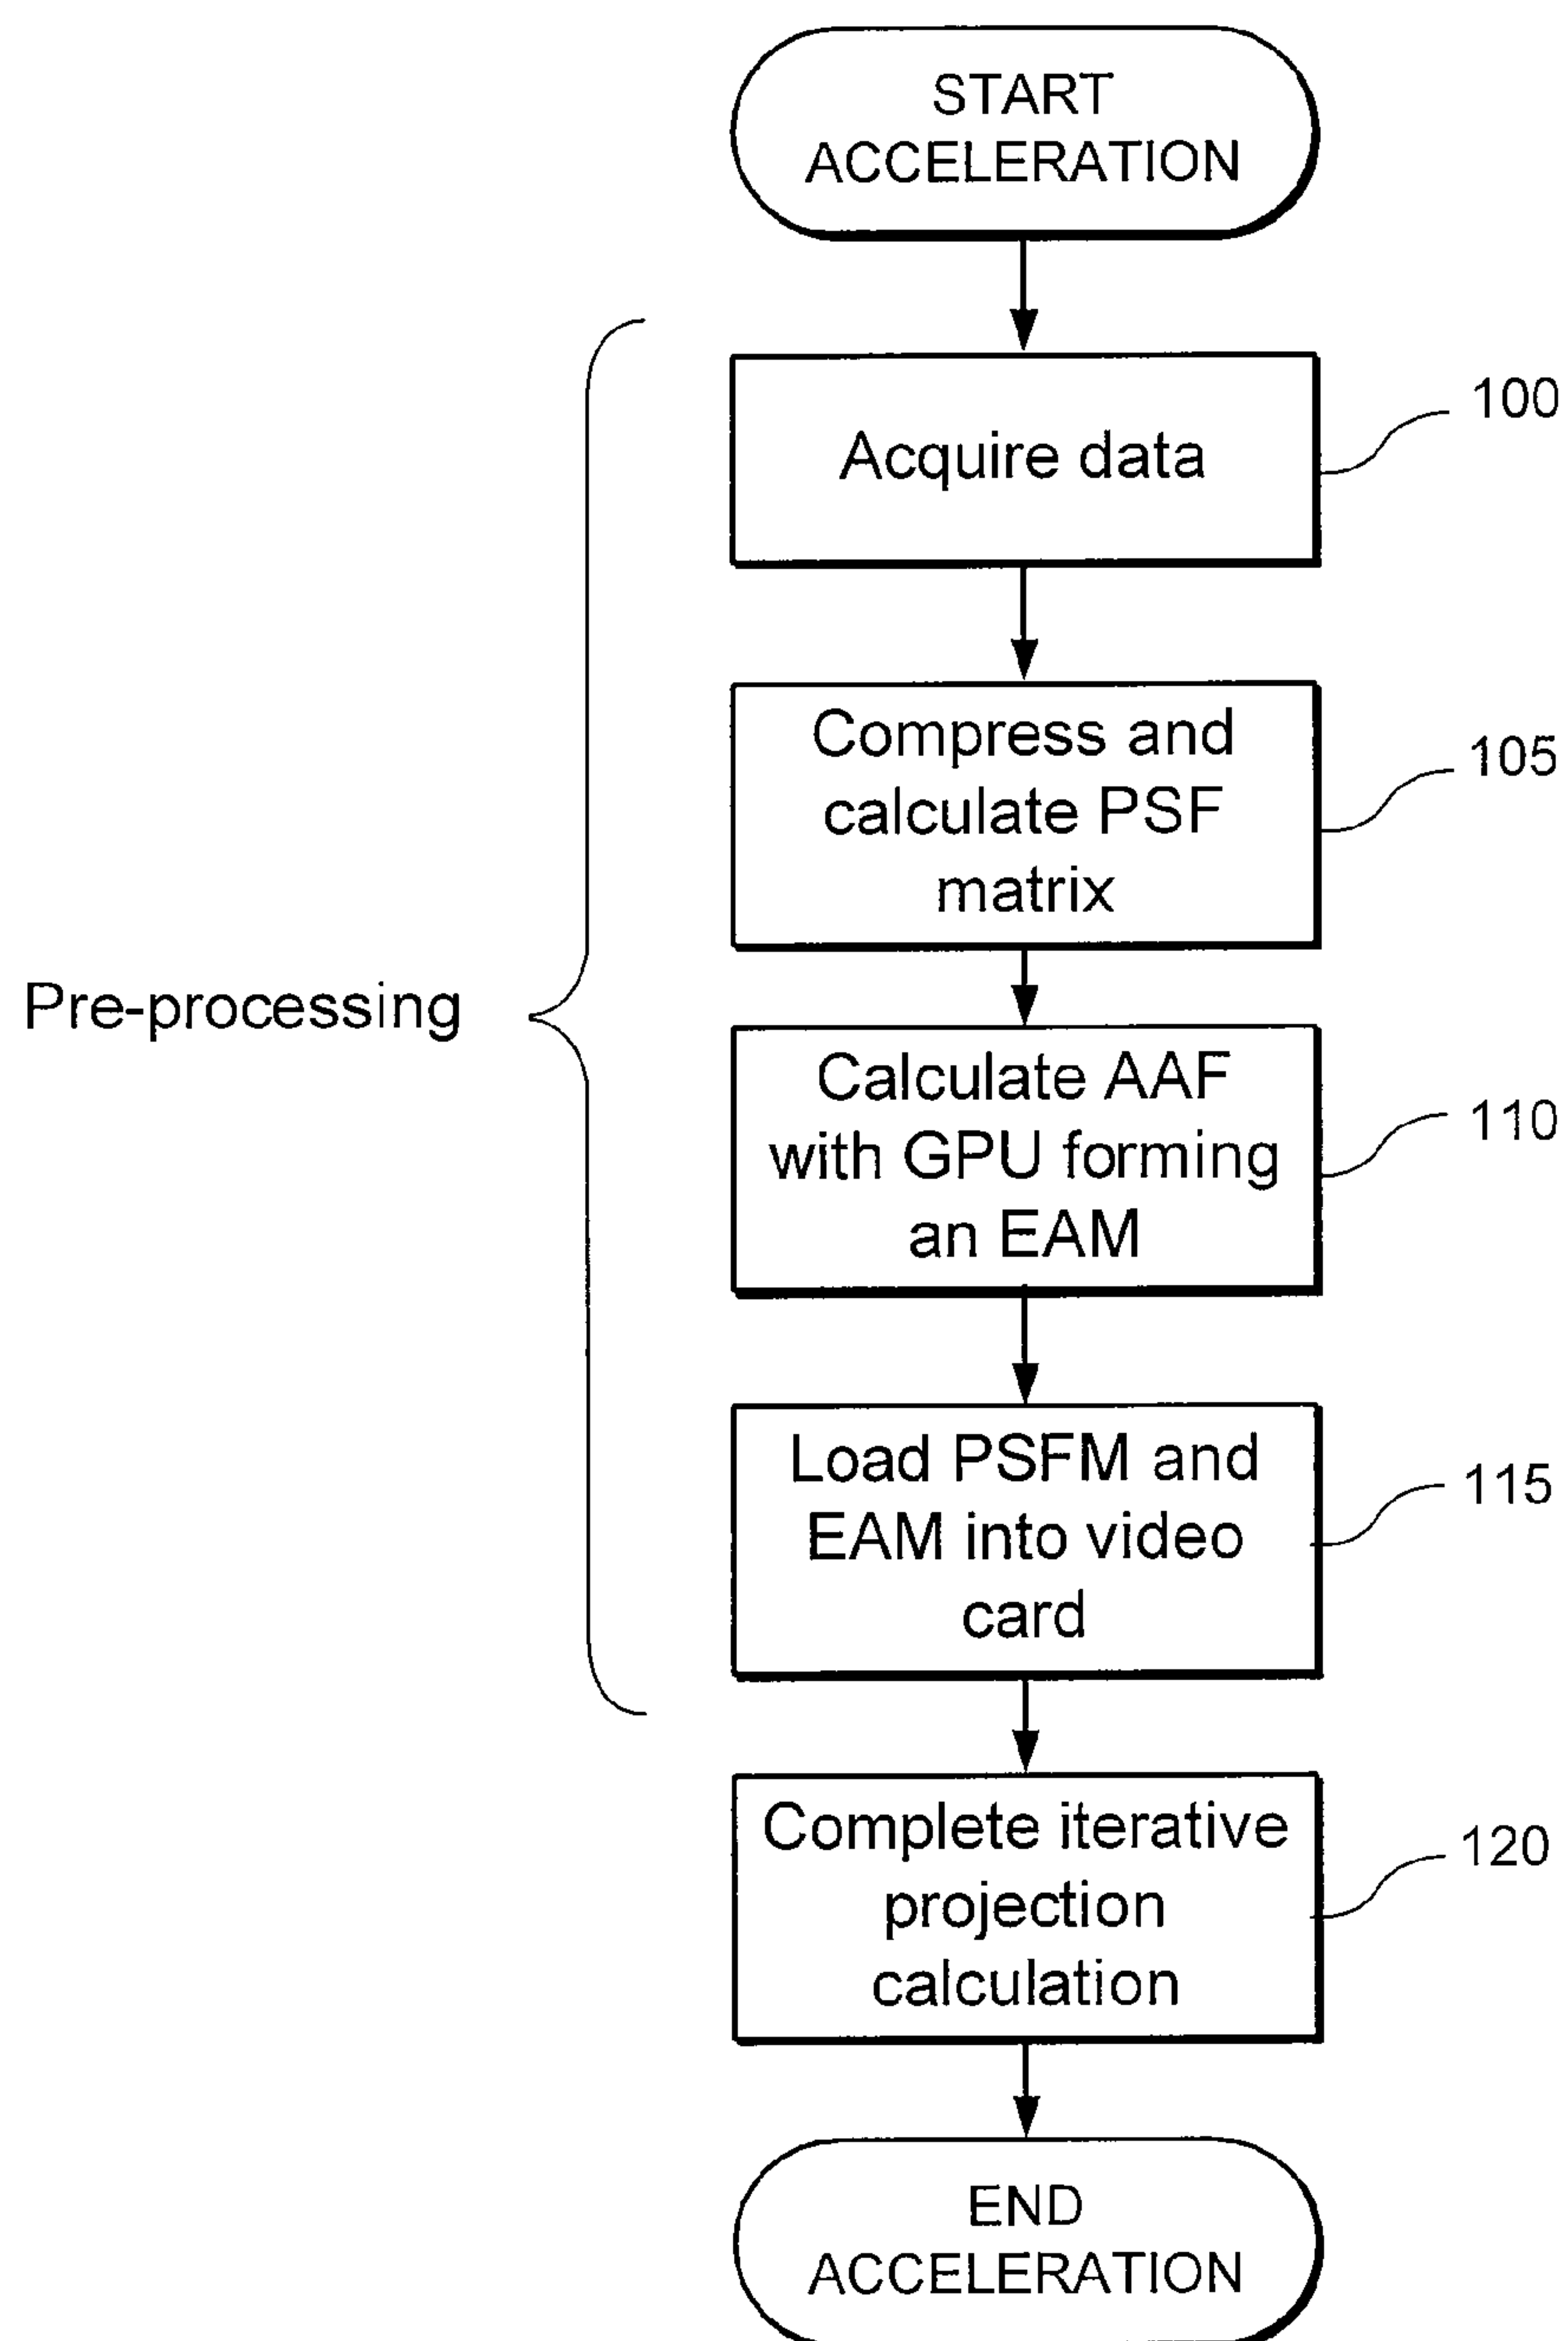 START
ACCELERATION
Acquire data
100
Compress and
calculate PSF
matrix
105
Pre-processing
Calculate AAF
with GPU forming
an EAM
110
Load PSFM and
EAM into video
card
115
Complete iterative
projection
calculation
120
END
ACCELERATION